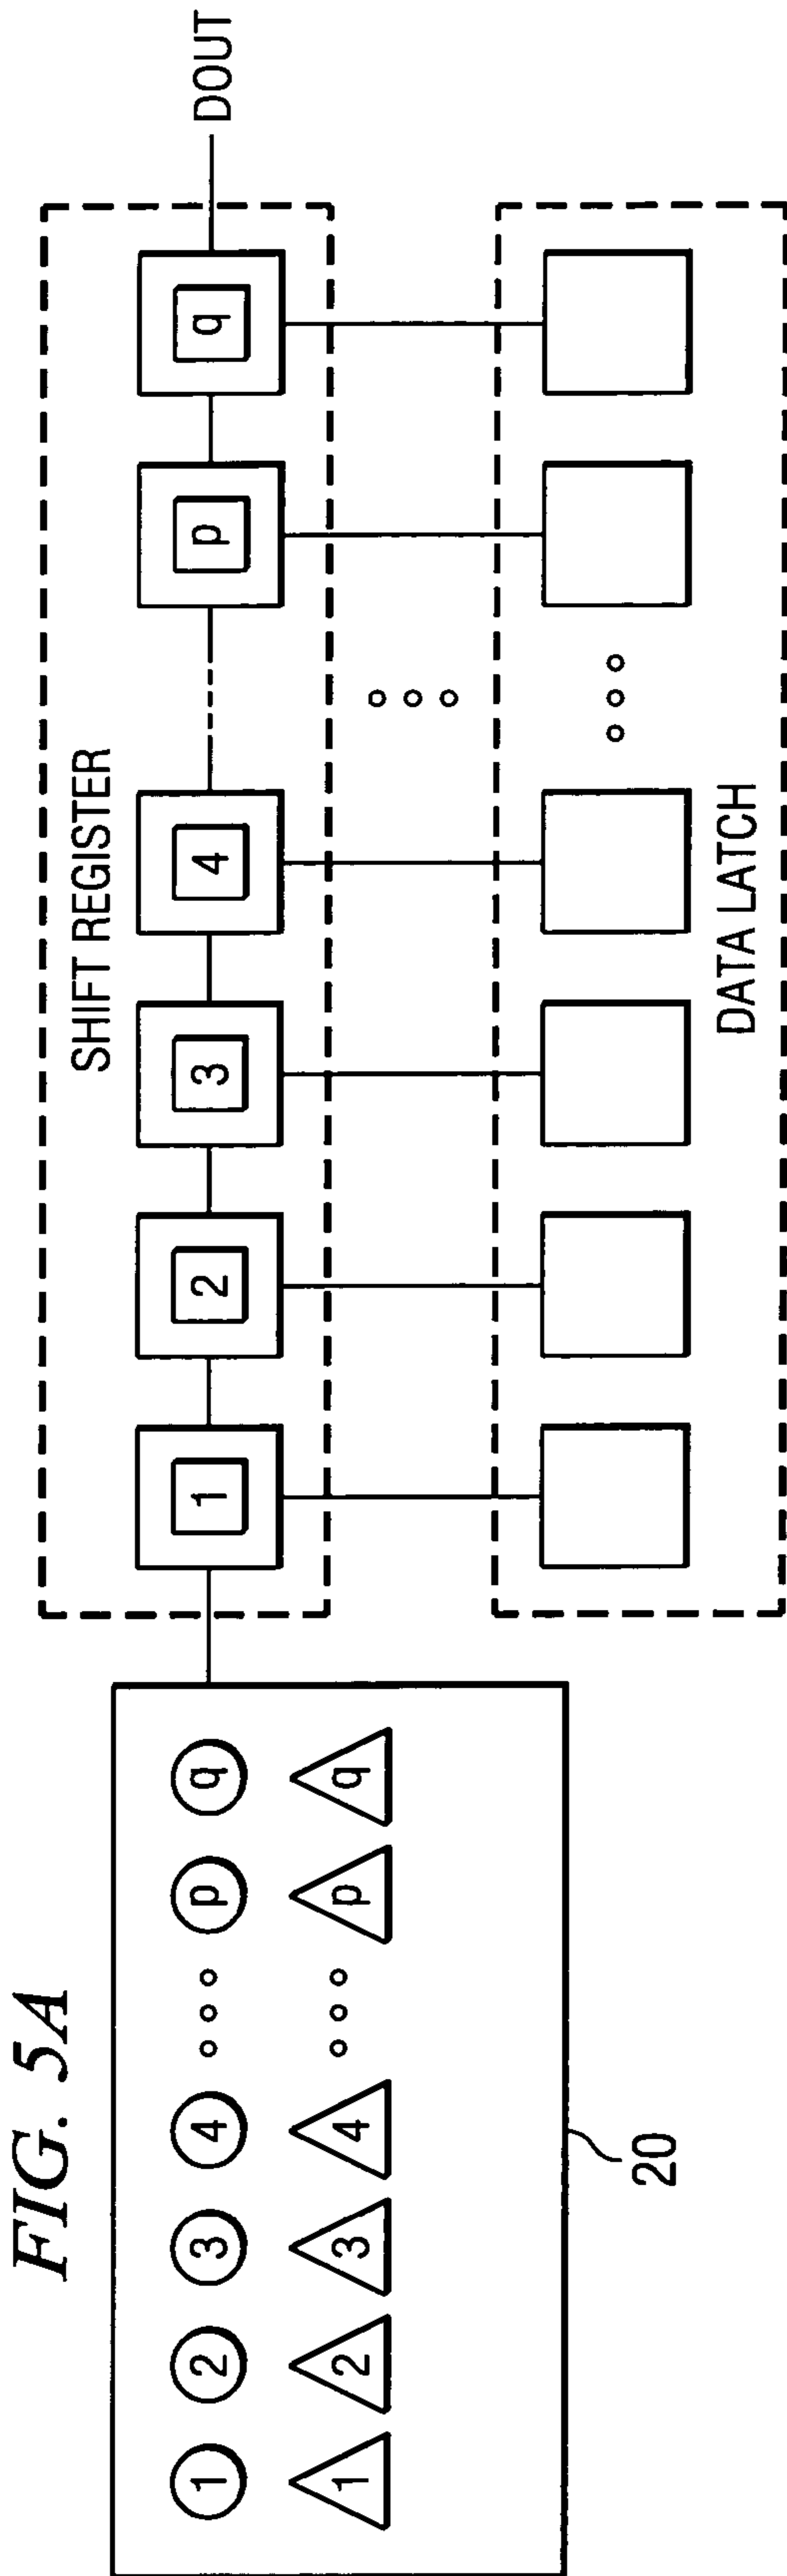 FIG. 5A
1 2 3 4 p q
1 2 3 4 p q
20
SHIFT REGISTER
1 2 3 4 p q
DOUT
DATA LATCH